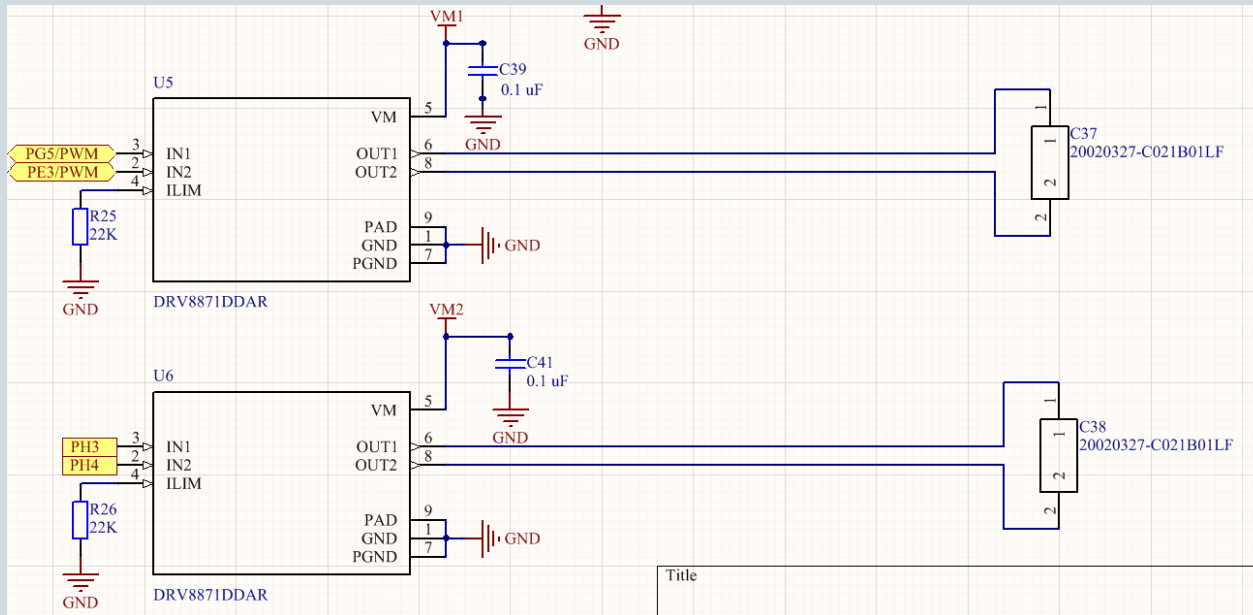 VM1
GND
C39
0.1 uF
U5
GND
VM
5
PG5/PWM
3
IN1
OUT1
6
PE3/PWM
2
IN2
OUT2
8
4
ILIM
R25
22K
PAD
9
GND
1
GND
PGND
7
GND
DRV8871DDAR
1
C37
1
20020327-C021B01LF
2
2
VM2
C41
0.1 uF
U6
GND
VM
5
PH3
3
IN1
OUT1
6
PH4
2
IN2
OUT2
8
4
ILIM
R26
22K
PAD
9
GND
1
GND
PGND
7
GND
DRV8871DDAR
1
C38
1
20020327-C021B01LF
2
2
Title